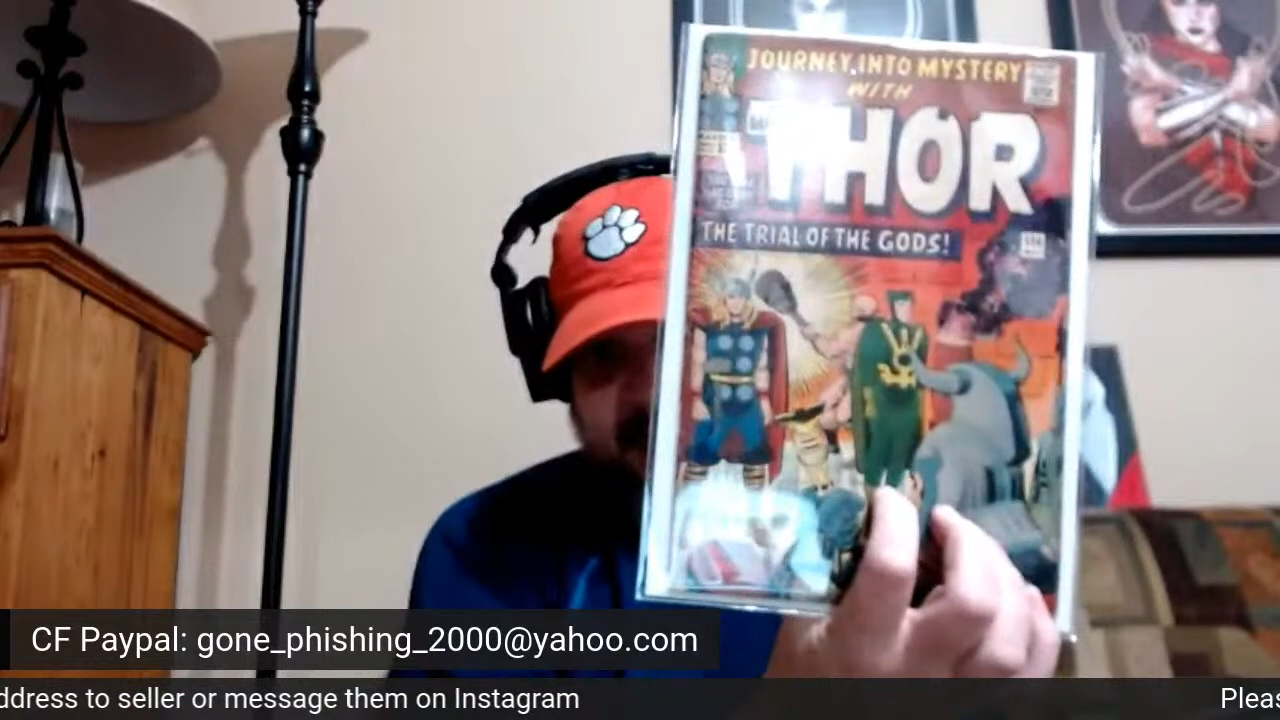 JOURNEY INTO MYSTERY
WITH
THOR
THE TRIAL OF THE GODS!
CF Paypal: gone_phishing_2000@yahoo.com
ddress to seller or message them on Instagram
Pleas